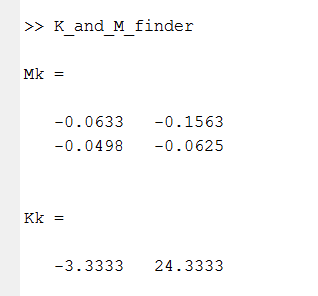 >> K_and_M_finder
Mk =
-0.0633 -0.1563
-0.0498 -0.0625
Kk =
-3.3333 24.3333